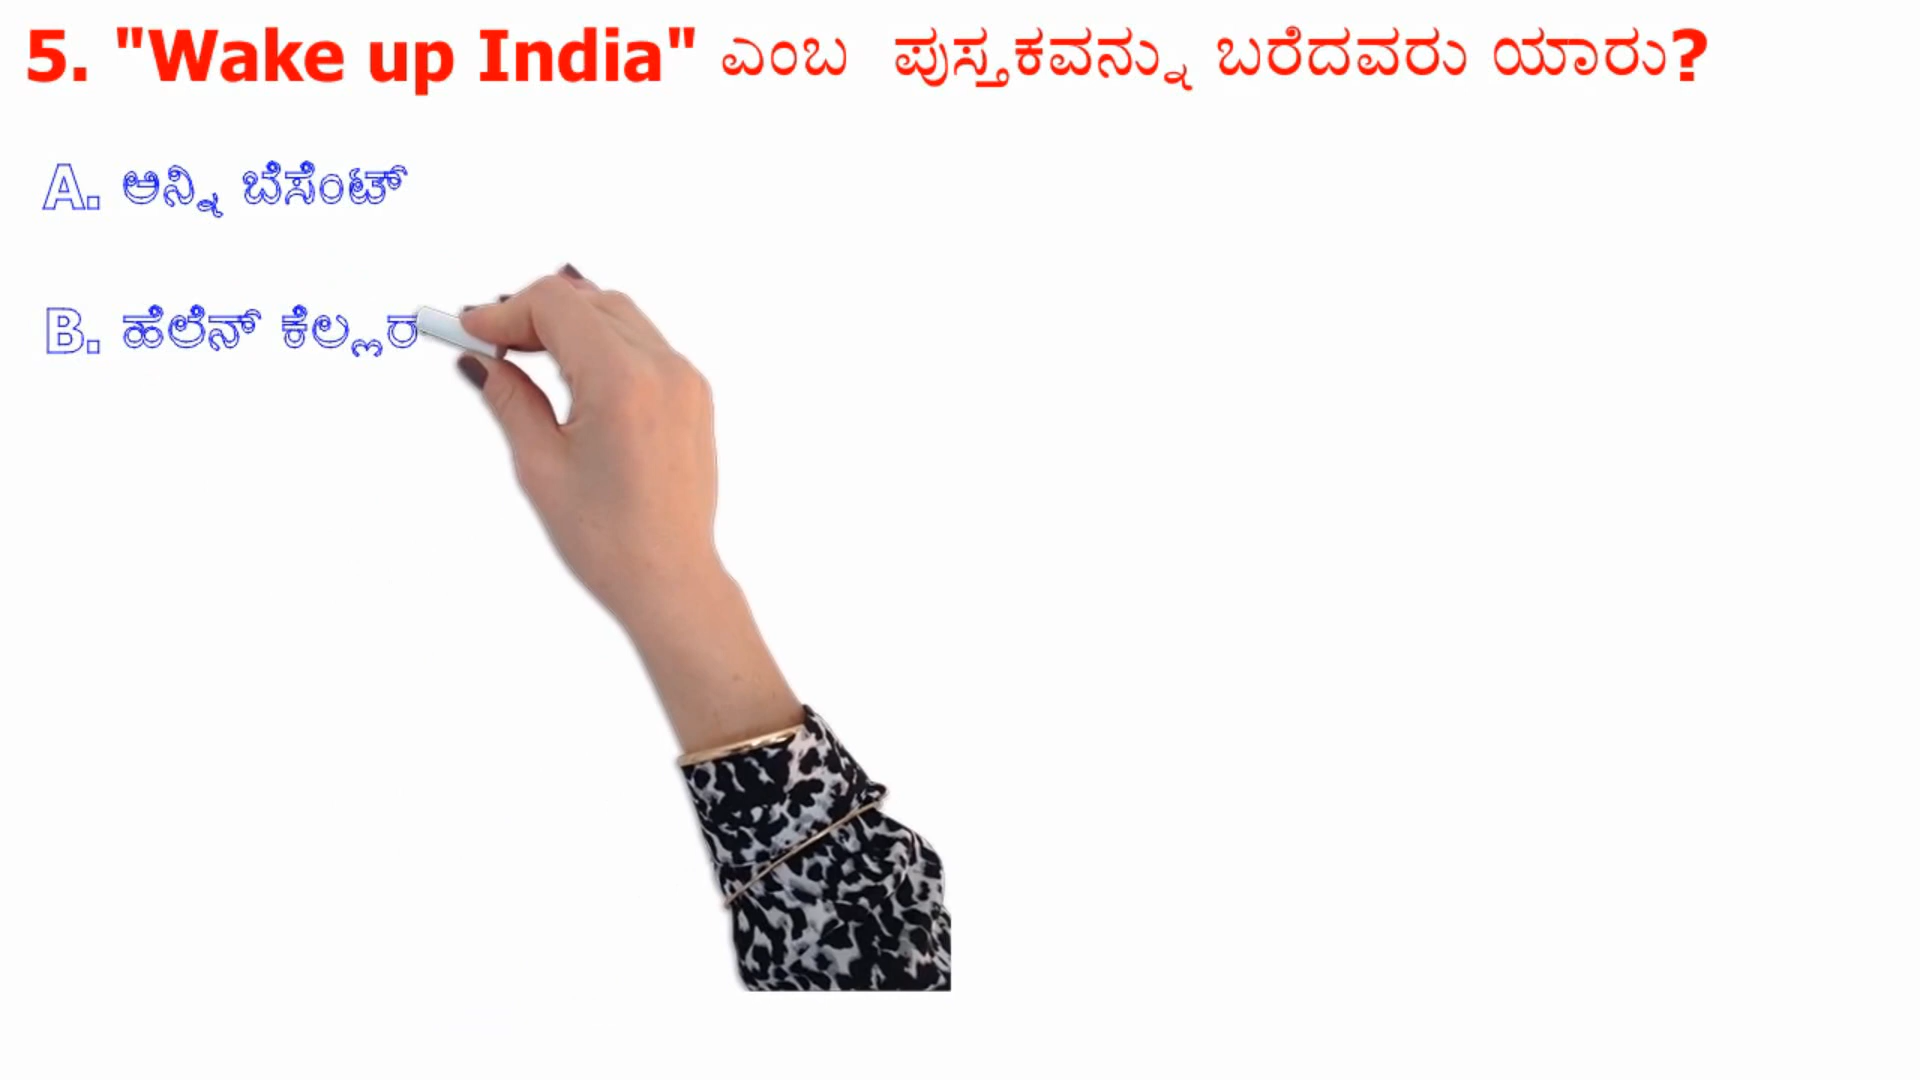 5. "Wake up India" ಎಂಬ ಪುಸ್ತಕವನ್ನು ಬರೆದವರು ಯಾರು?
A. ಅನ್ನಿ ಬೆಸೆಂಟ್
B. ಹೆಲೆನ್ ಕೆಲ್ಲರ